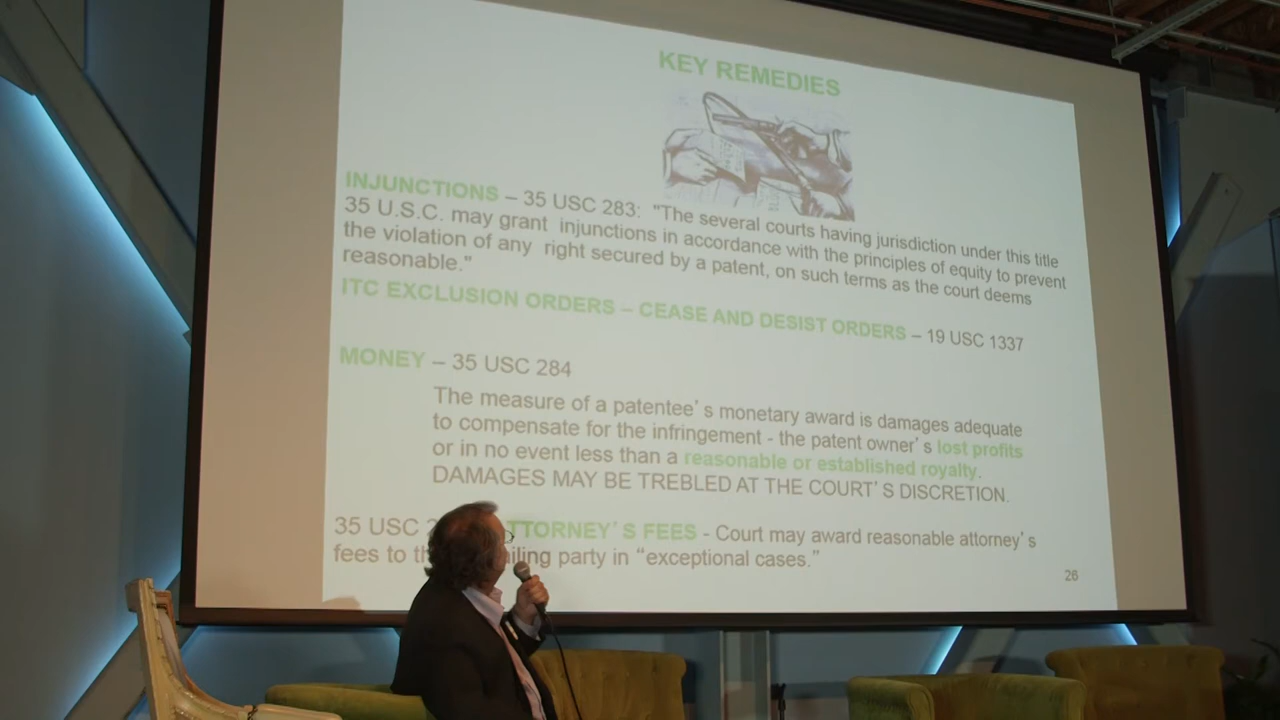 KEY REMEDIES
INJUNCTIONS – 35 USC 283: "The several courts having jurisdiction under this title
35 U.S.C. may grant injunctions in accordance with the principles of equity to prevent
the violation of any right secured by a patent, on such terms as the court deems
reasonable."
ITC EXCLUSION ORDERS – CEASE AND DESIST ORDERS – 19 USC 1337
MONEY – 35 USC 284
The measure of a patentee's monetary award is damages adequate
to compensate for the infringement - the patent owner's lost profits
or in no event less than a reasonable or established royalty.
DAMAGES MAY BE TREBLED AT THE COURT'S DISCRETION.
35 USC TTORNEY'S FEES - Court may award reasonable attorney's
fees to iling party in “exceptional cases.”
26